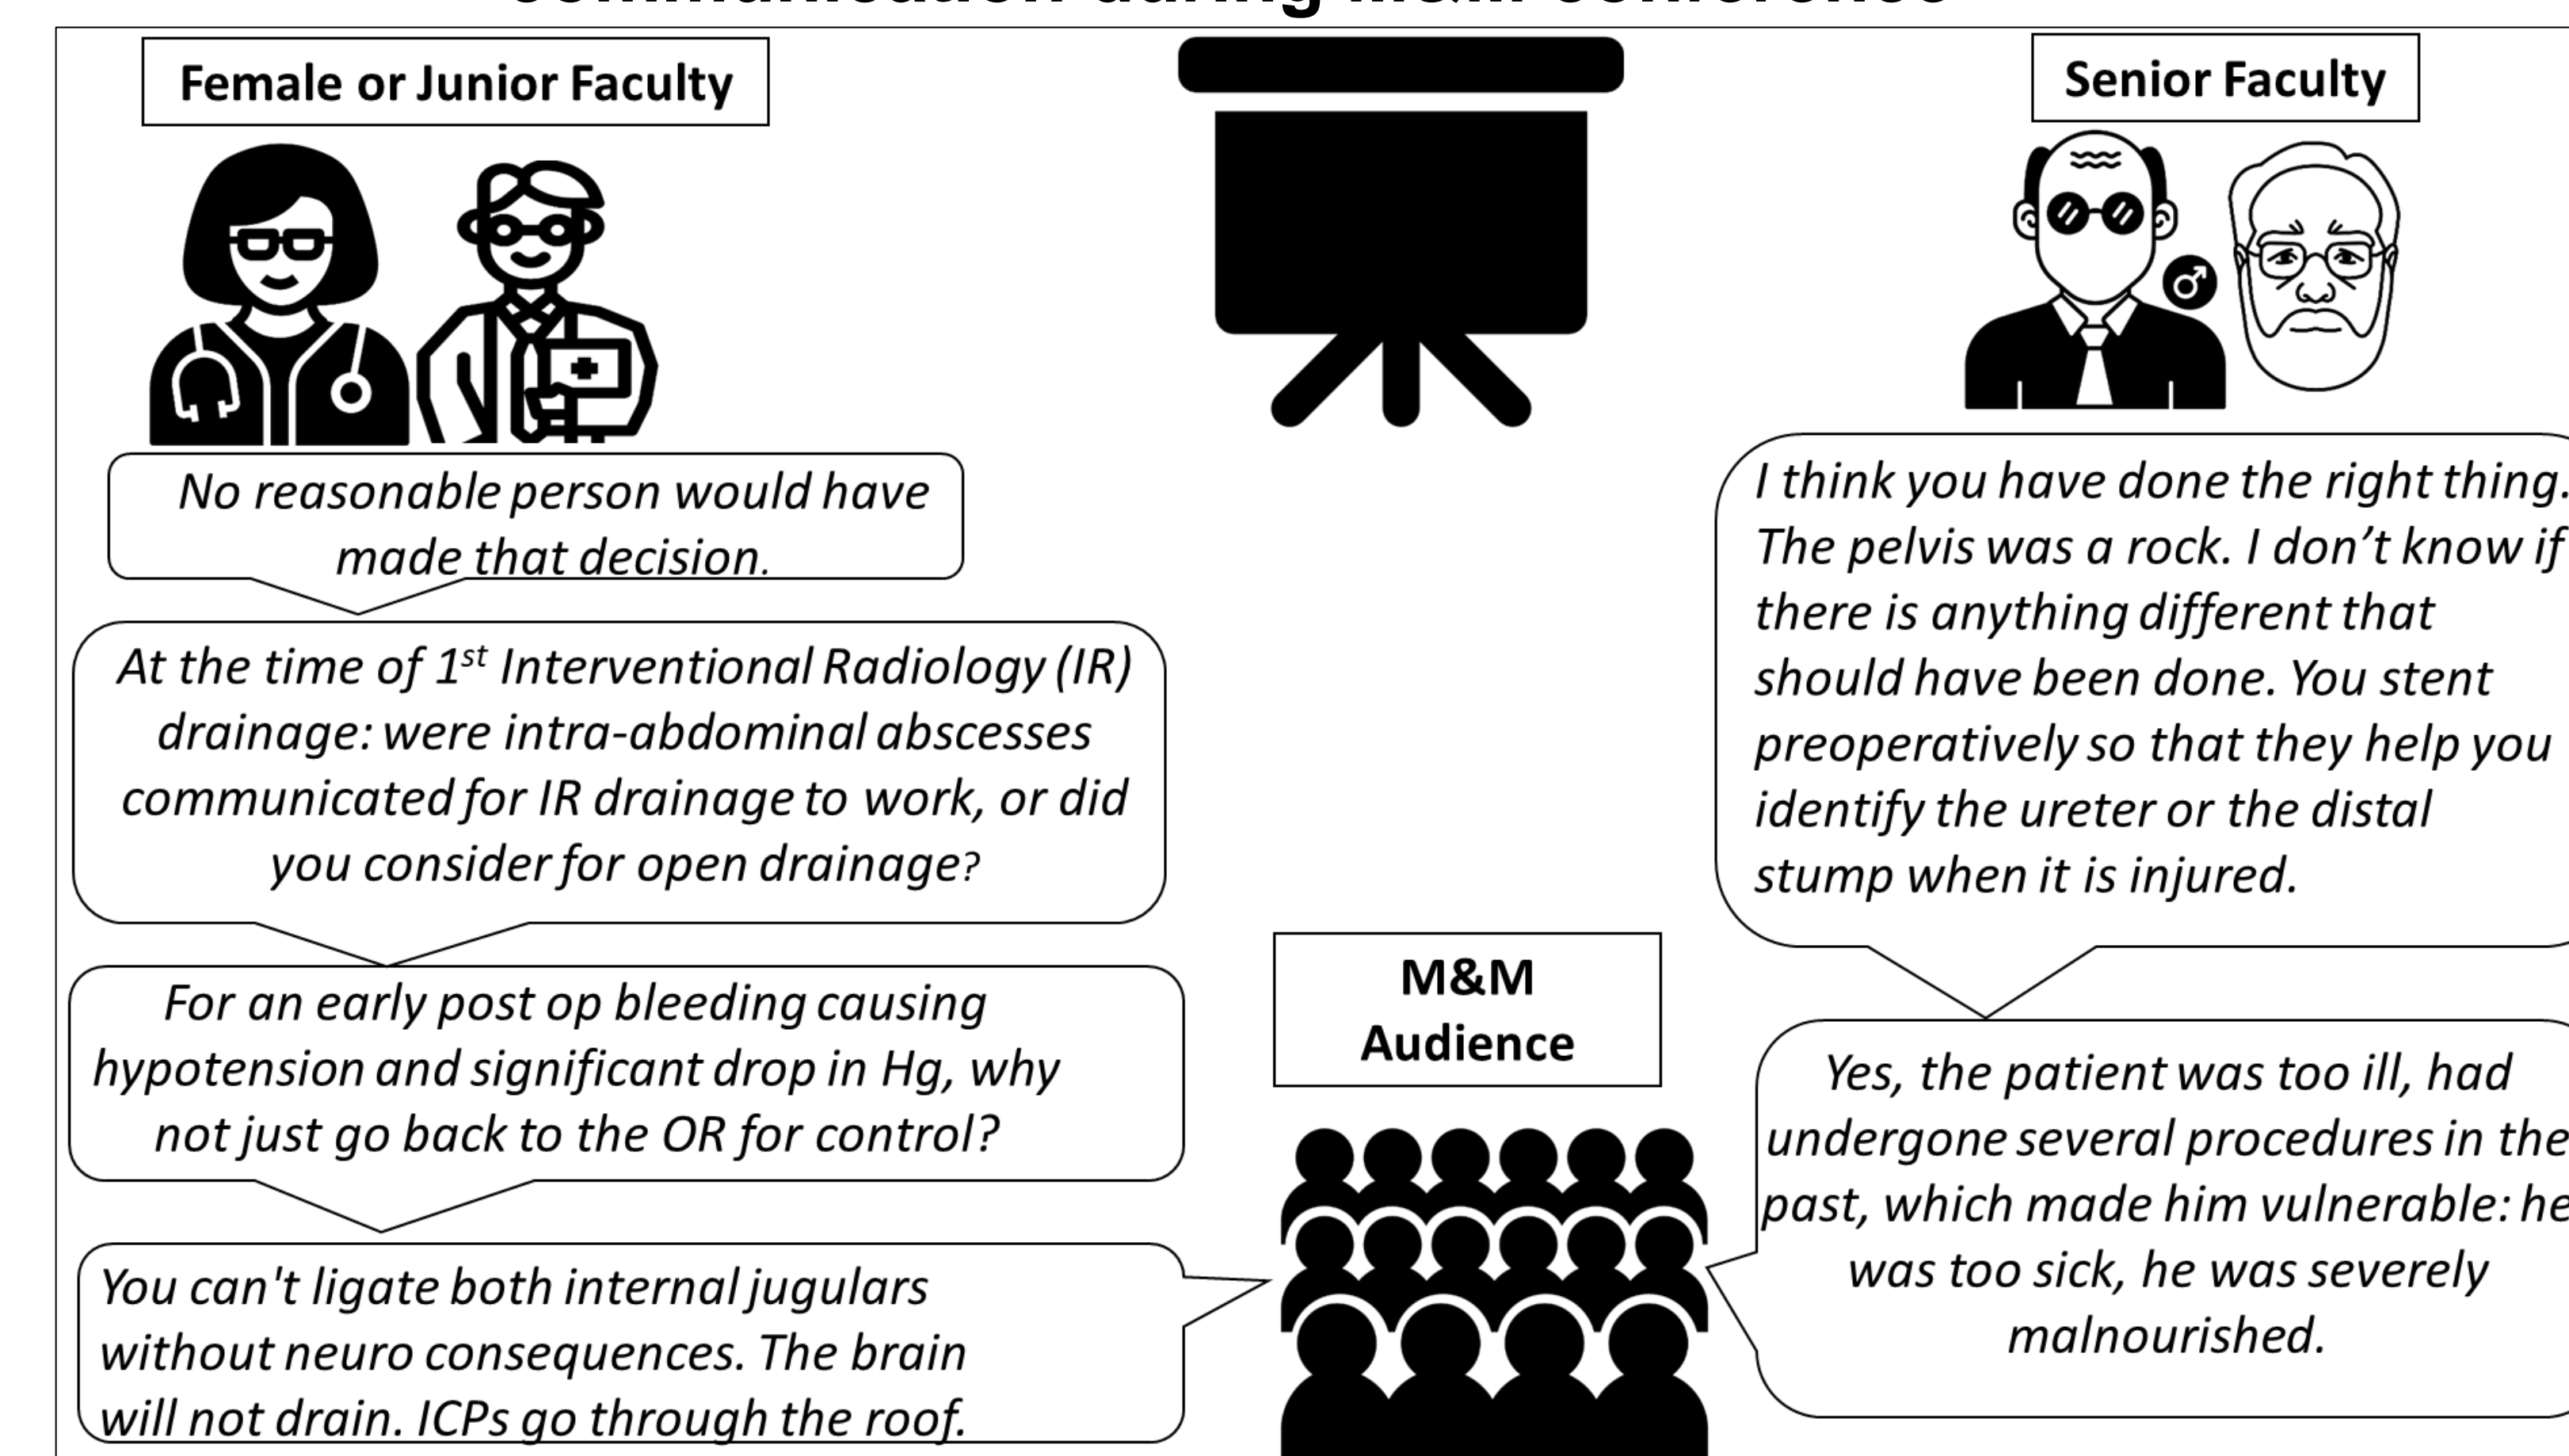 communication during M&M conference
Female or Junior Faculty
No reasonable person would have
made that decision.
At the time of 1st Interventional Radiology (IR)
drainage: were intra-abdominal abscesses
communicated for IR drainage to work, or did
you consider for open drainage?
For an early post op bleeding causing
hypotension and significant drop in Hg, why
not just go back to the OR for control?
You can't ligate both internal jugulars
without neuro consequences. The brain
will not drain. ICPs go through the roof.
M&M
Audience
Senior Faculty
I think you have done the right thing.
The pelvis was a rock. I don’t know if
there is anything different that
should have been done. You stent
preoperatively so that they help you
identify the ureter or the distal
stump when it is injured.
Yes, the patient was too ill, had
undergone several procedures in the
past, which made him vulnerable: he
was too sick, he was severely
malnourished.